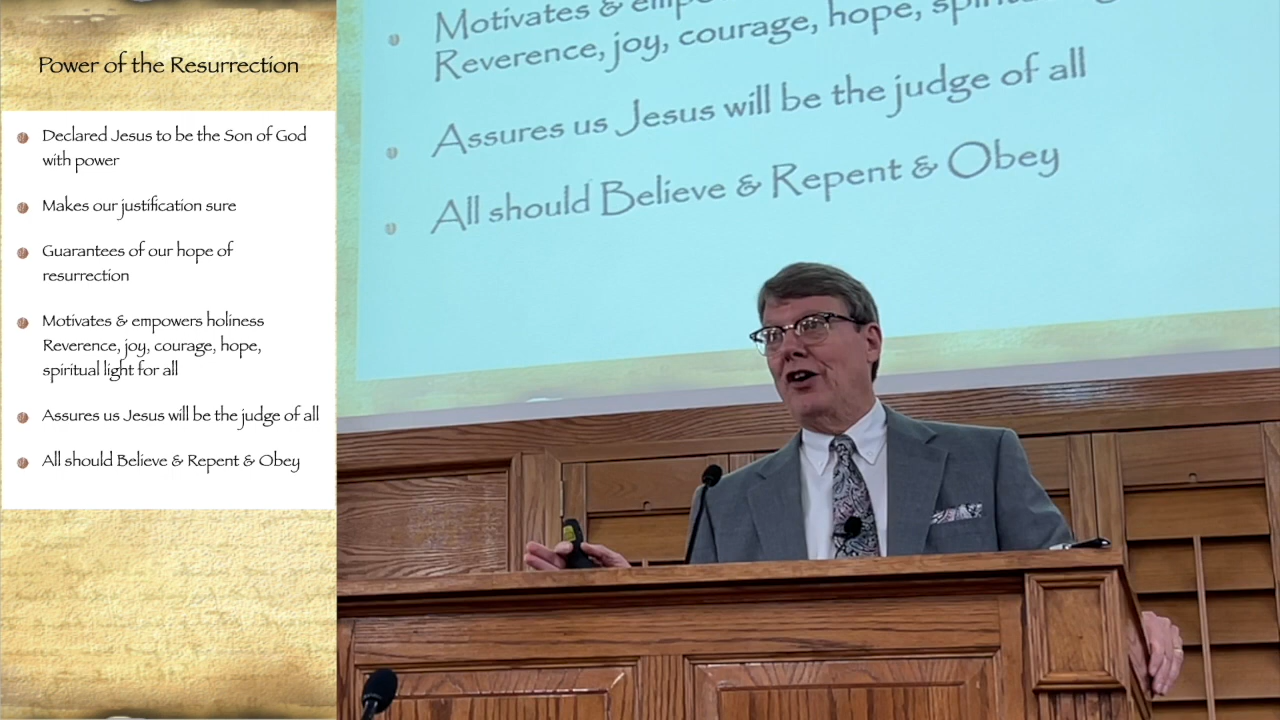 Power of the Resurrection
Declared Jesus to be the Son of God
with power
Makes our justification sure
Guarantees of our hope of
resurrection
Motivates & empowers holiness
Reverence, joy, courage, hope,
spiritual light for all
Assures us Jesus will be the judge of all
All should Believe & Repent & Obey
Motivates &
Reverence, joy, courage, hope,
Assures us Jesus will be the judge of all
All should Believe & Repent & Obey